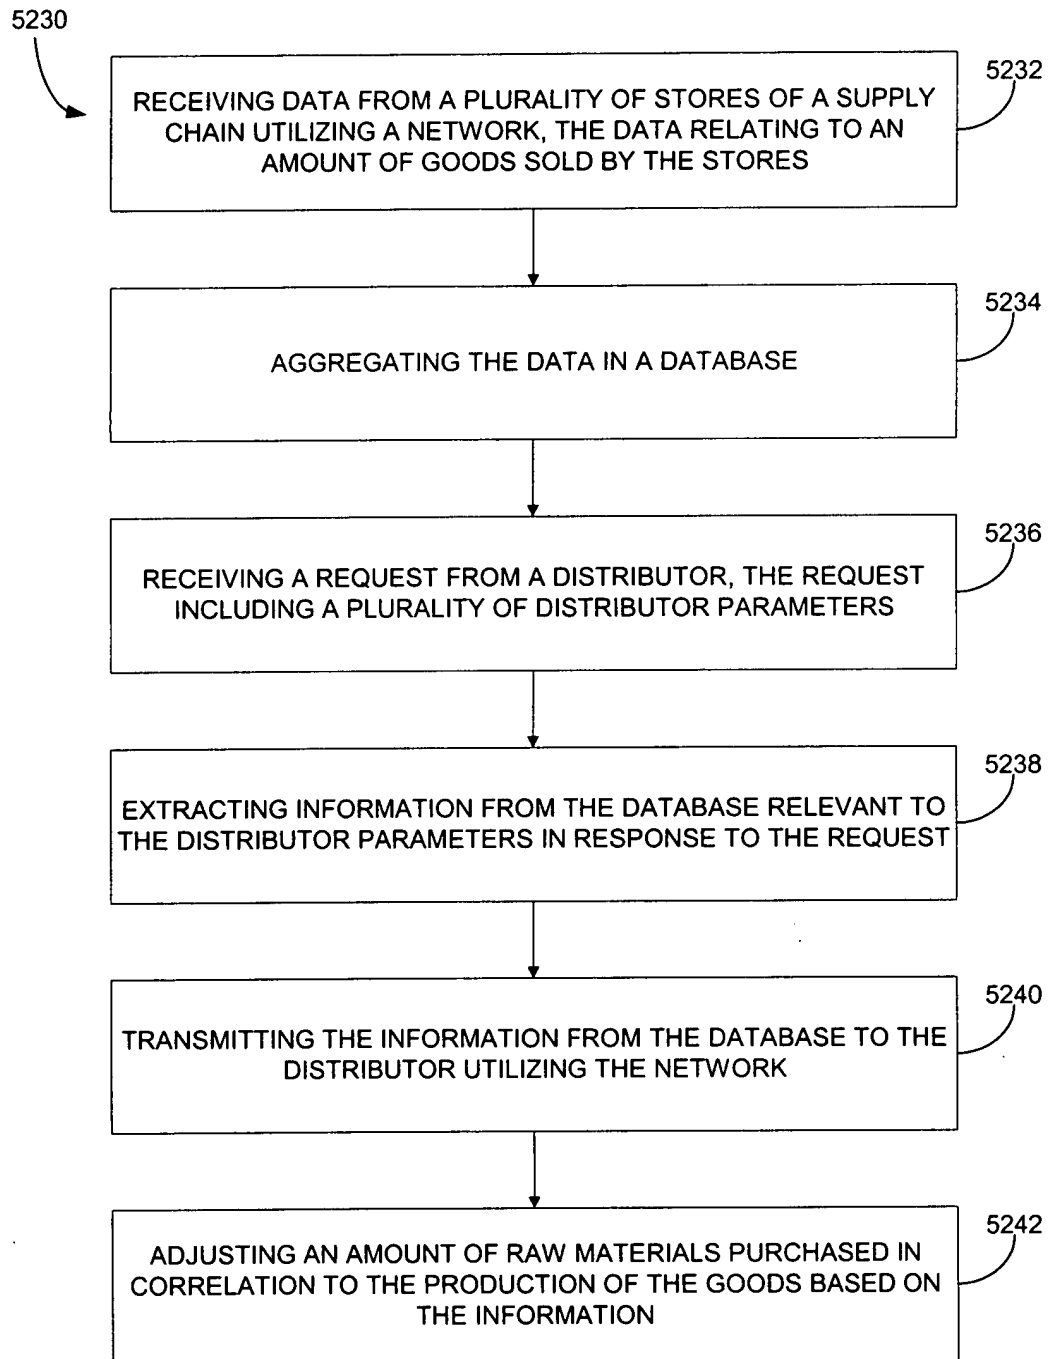 5230
5232
RECEIVING DATA FROM A PLURALITY OF STORES OF A SUPPLY
CHAIN UTILIZING A NETWORK, THE DATA RELATING TO AN
AMOUNT OF GOODS SOLD BY THE STORES
5234
AGGREGATING THE DATA IN A DATABASE
5236
RECEIVING A REQUEST FROM A DISTRIBUTOR, THE REQUEST
INCLUDING A PLURALITY OF DISTRIBUTOR PARAMETERS
5238
EXTRACTING INFORMATION FROM THE DATABASE RELEVANT TO
THE DISTRIBUTOR PARAMETERS IN RESPONSE TO THE REQUEST
5240
TRANSMITTING THE INFORMATION FROM THE DATABASE TO THE
DISTRIBUTOR UTILIZING THE NETWORK
5242
ADJUSTING AN AMOUNT OF RAW MATERIALS PURCHASED IN
CORRELATION TO THE PRODUCTION OF THE GOODS BASED ON
THE INFORMATION